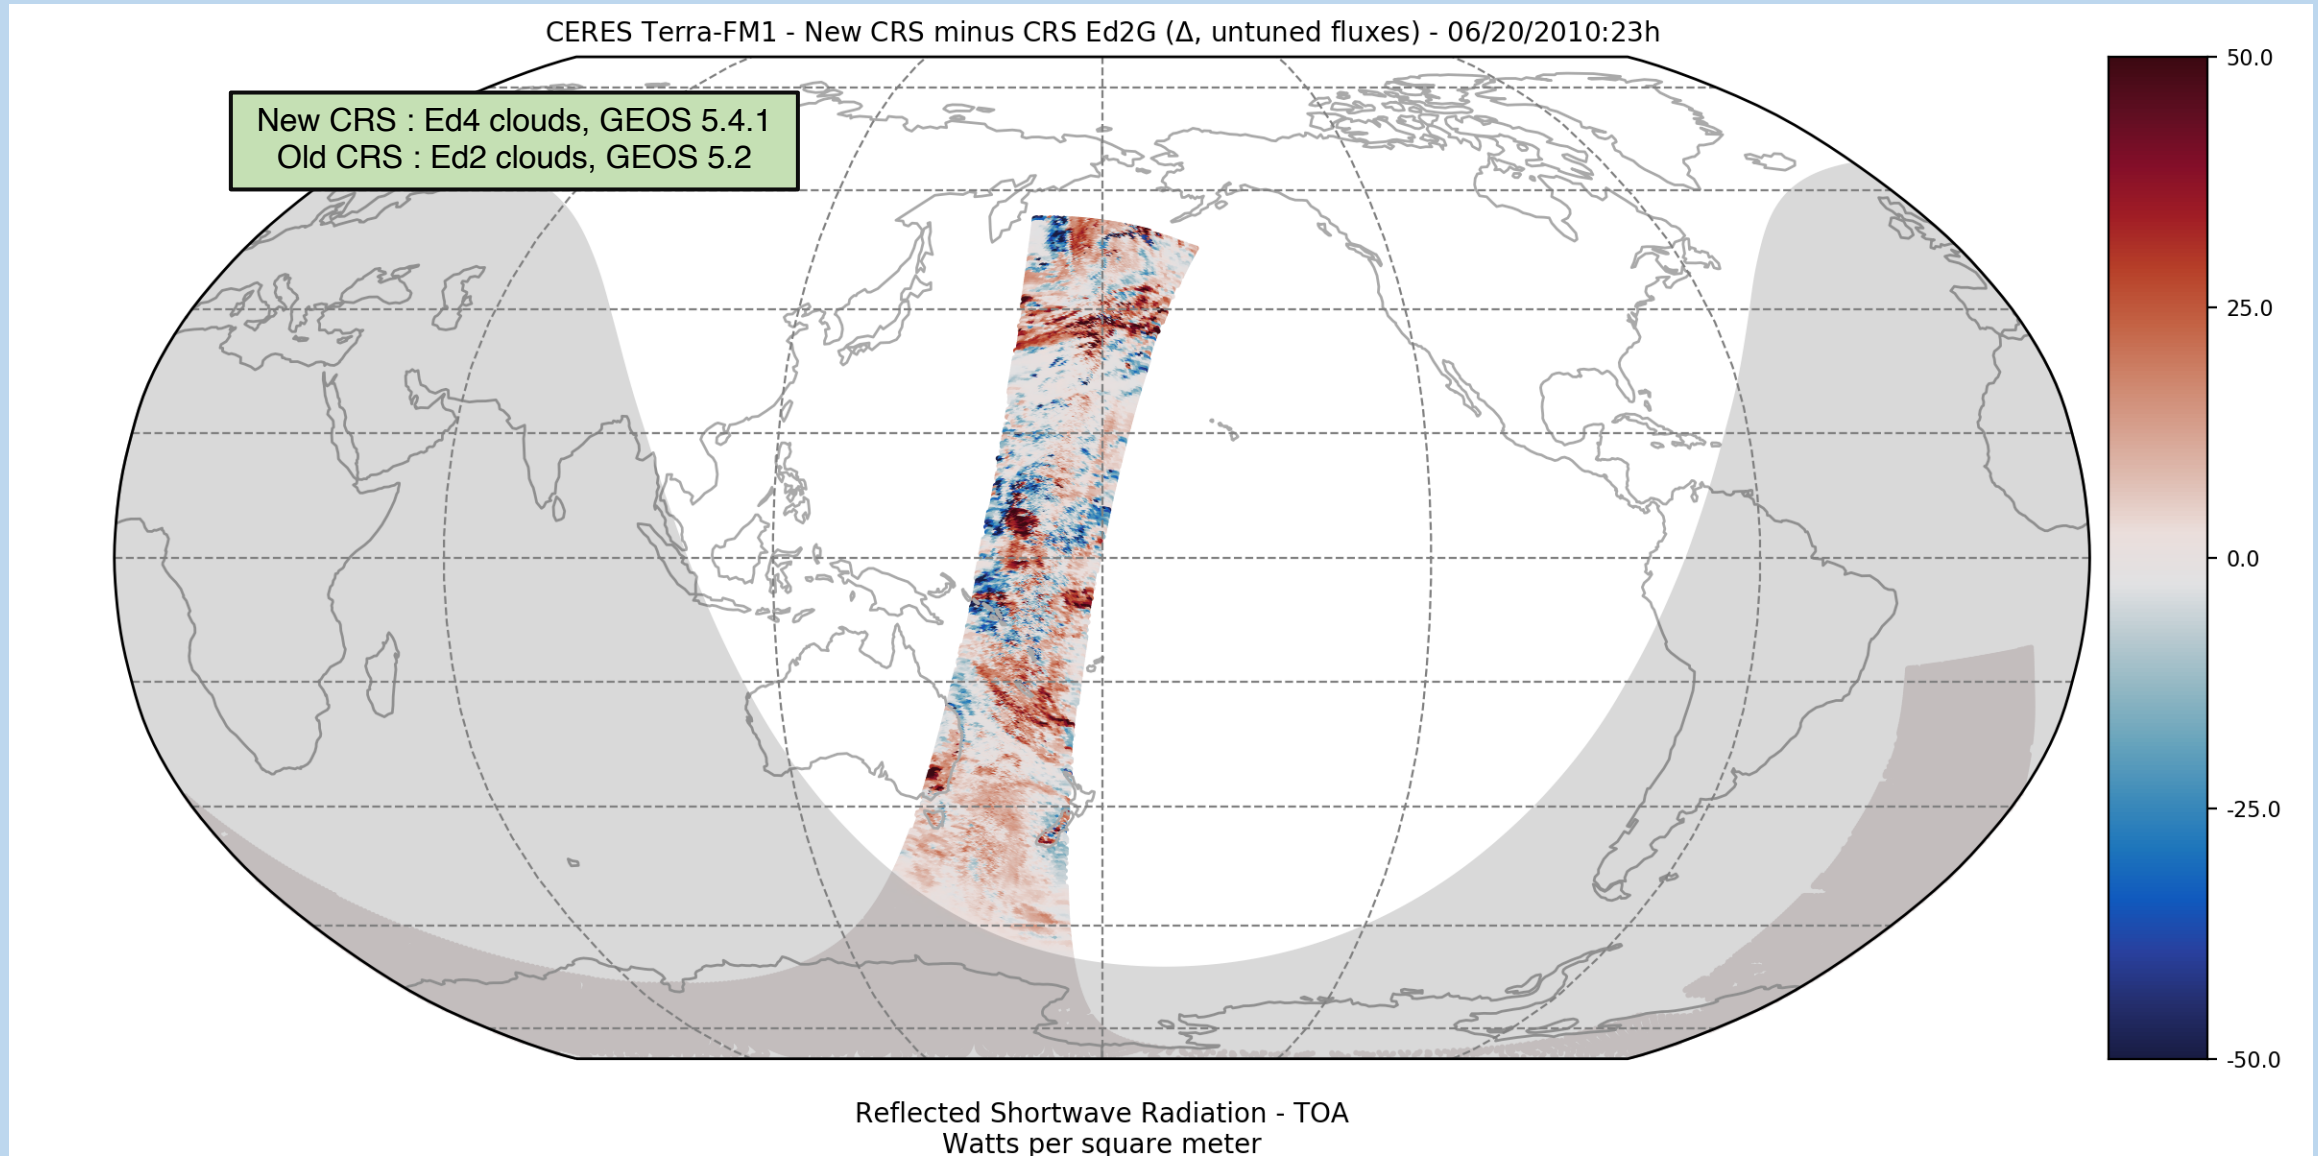 CERES Terra-FM1 - New CRS minus CRS Ed2G (Δ, untuned fluxes) - 06/20/2010:23h
New CRS : Ed4 clouds, GEOS 5.4.1
Old CRS : Ed2 clouds, GEOS 5.2
50.0
25.0
0.0
-25.0
-50.0
Reflected Shortwave Radiation - TOA
Watts per square meter